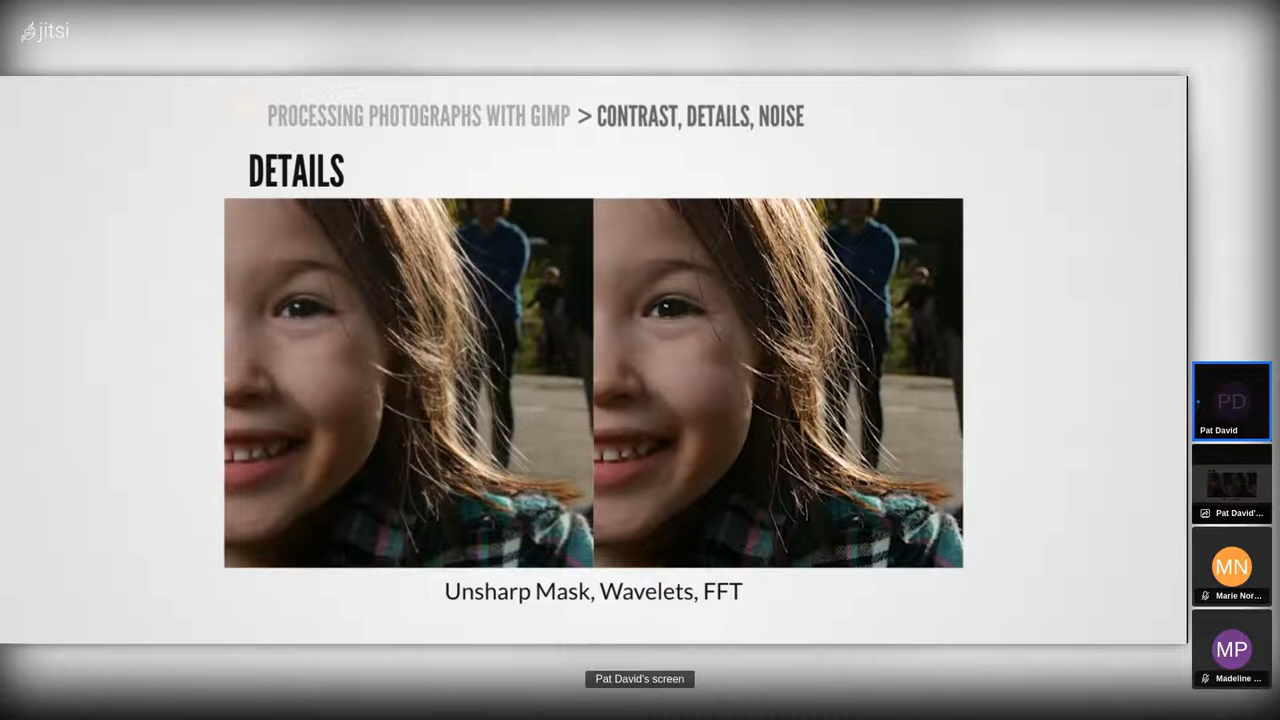 jitsi
PROCESSING PHOTOGRAPHS WITH GIMP > CONTRAST, DETAILS, NOISE
DETAILS
Unsharp Mask, Wavelets, FFT
PD
Pat David
Pat David'...
MN
Marie Nor...
MP
Madeline ...
Pat David's screen